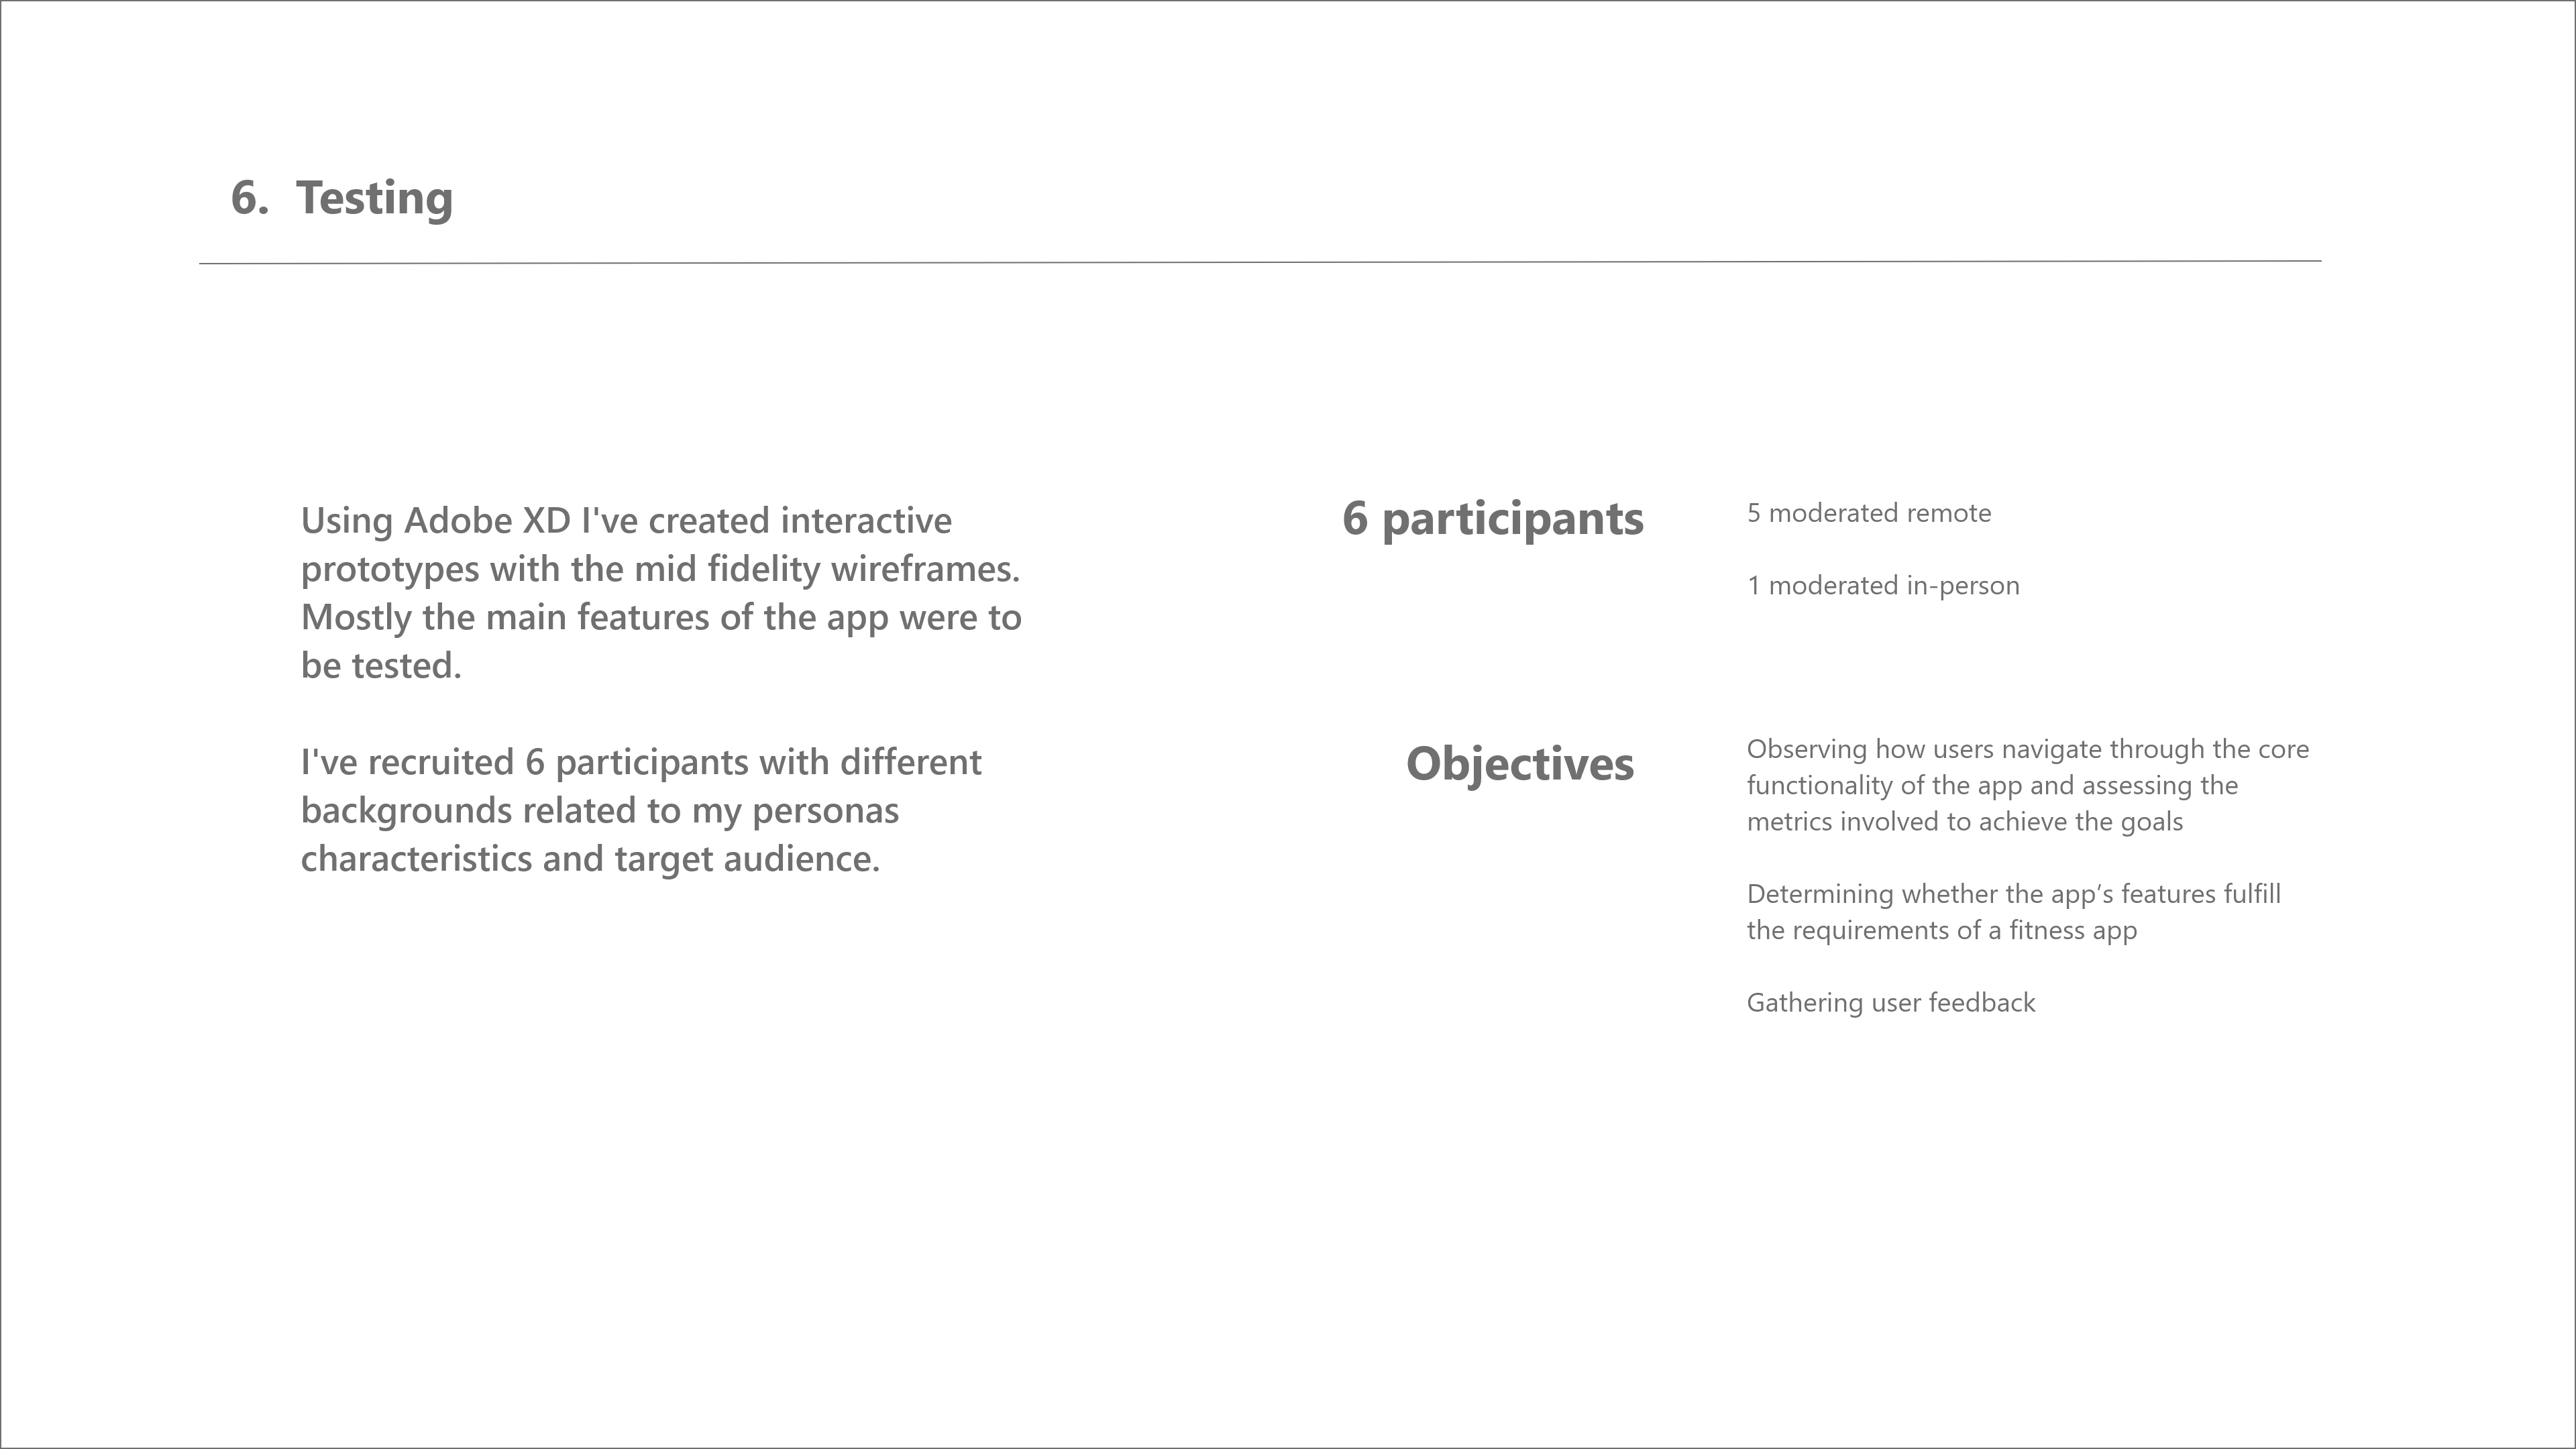 6. Testing
Using Adobe XD I've created interactive
prototypes with the mid fidelity wireframes.
Mostly the main features of the app were to
be tested.
I've recruited 6 participants with different
backgrounds related to my personas
characteristics and target audience.
6 participants
5 moderated remote
1 moderated in-person
Objectives
Observing how users navigate through the core
functionality of the app and assessing the
metrics involved to achieve the goals
Determining whether the app’s features fulfill
the requirements of a fitness app
Gathering user feedback